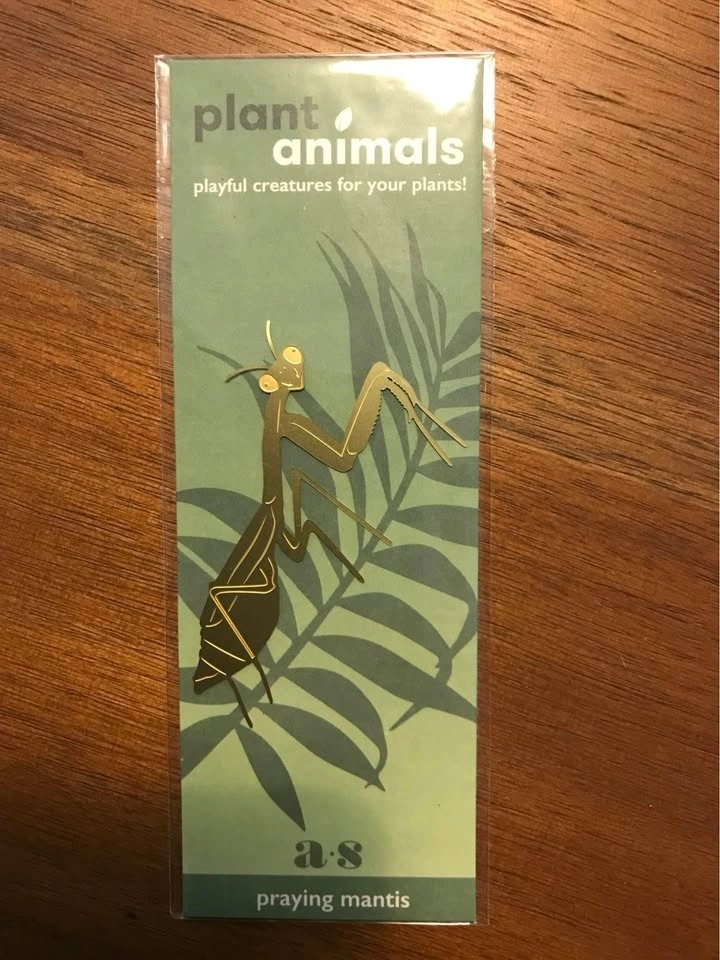 plant
animals
playful creatures for your plants!
a·s
praying mantis